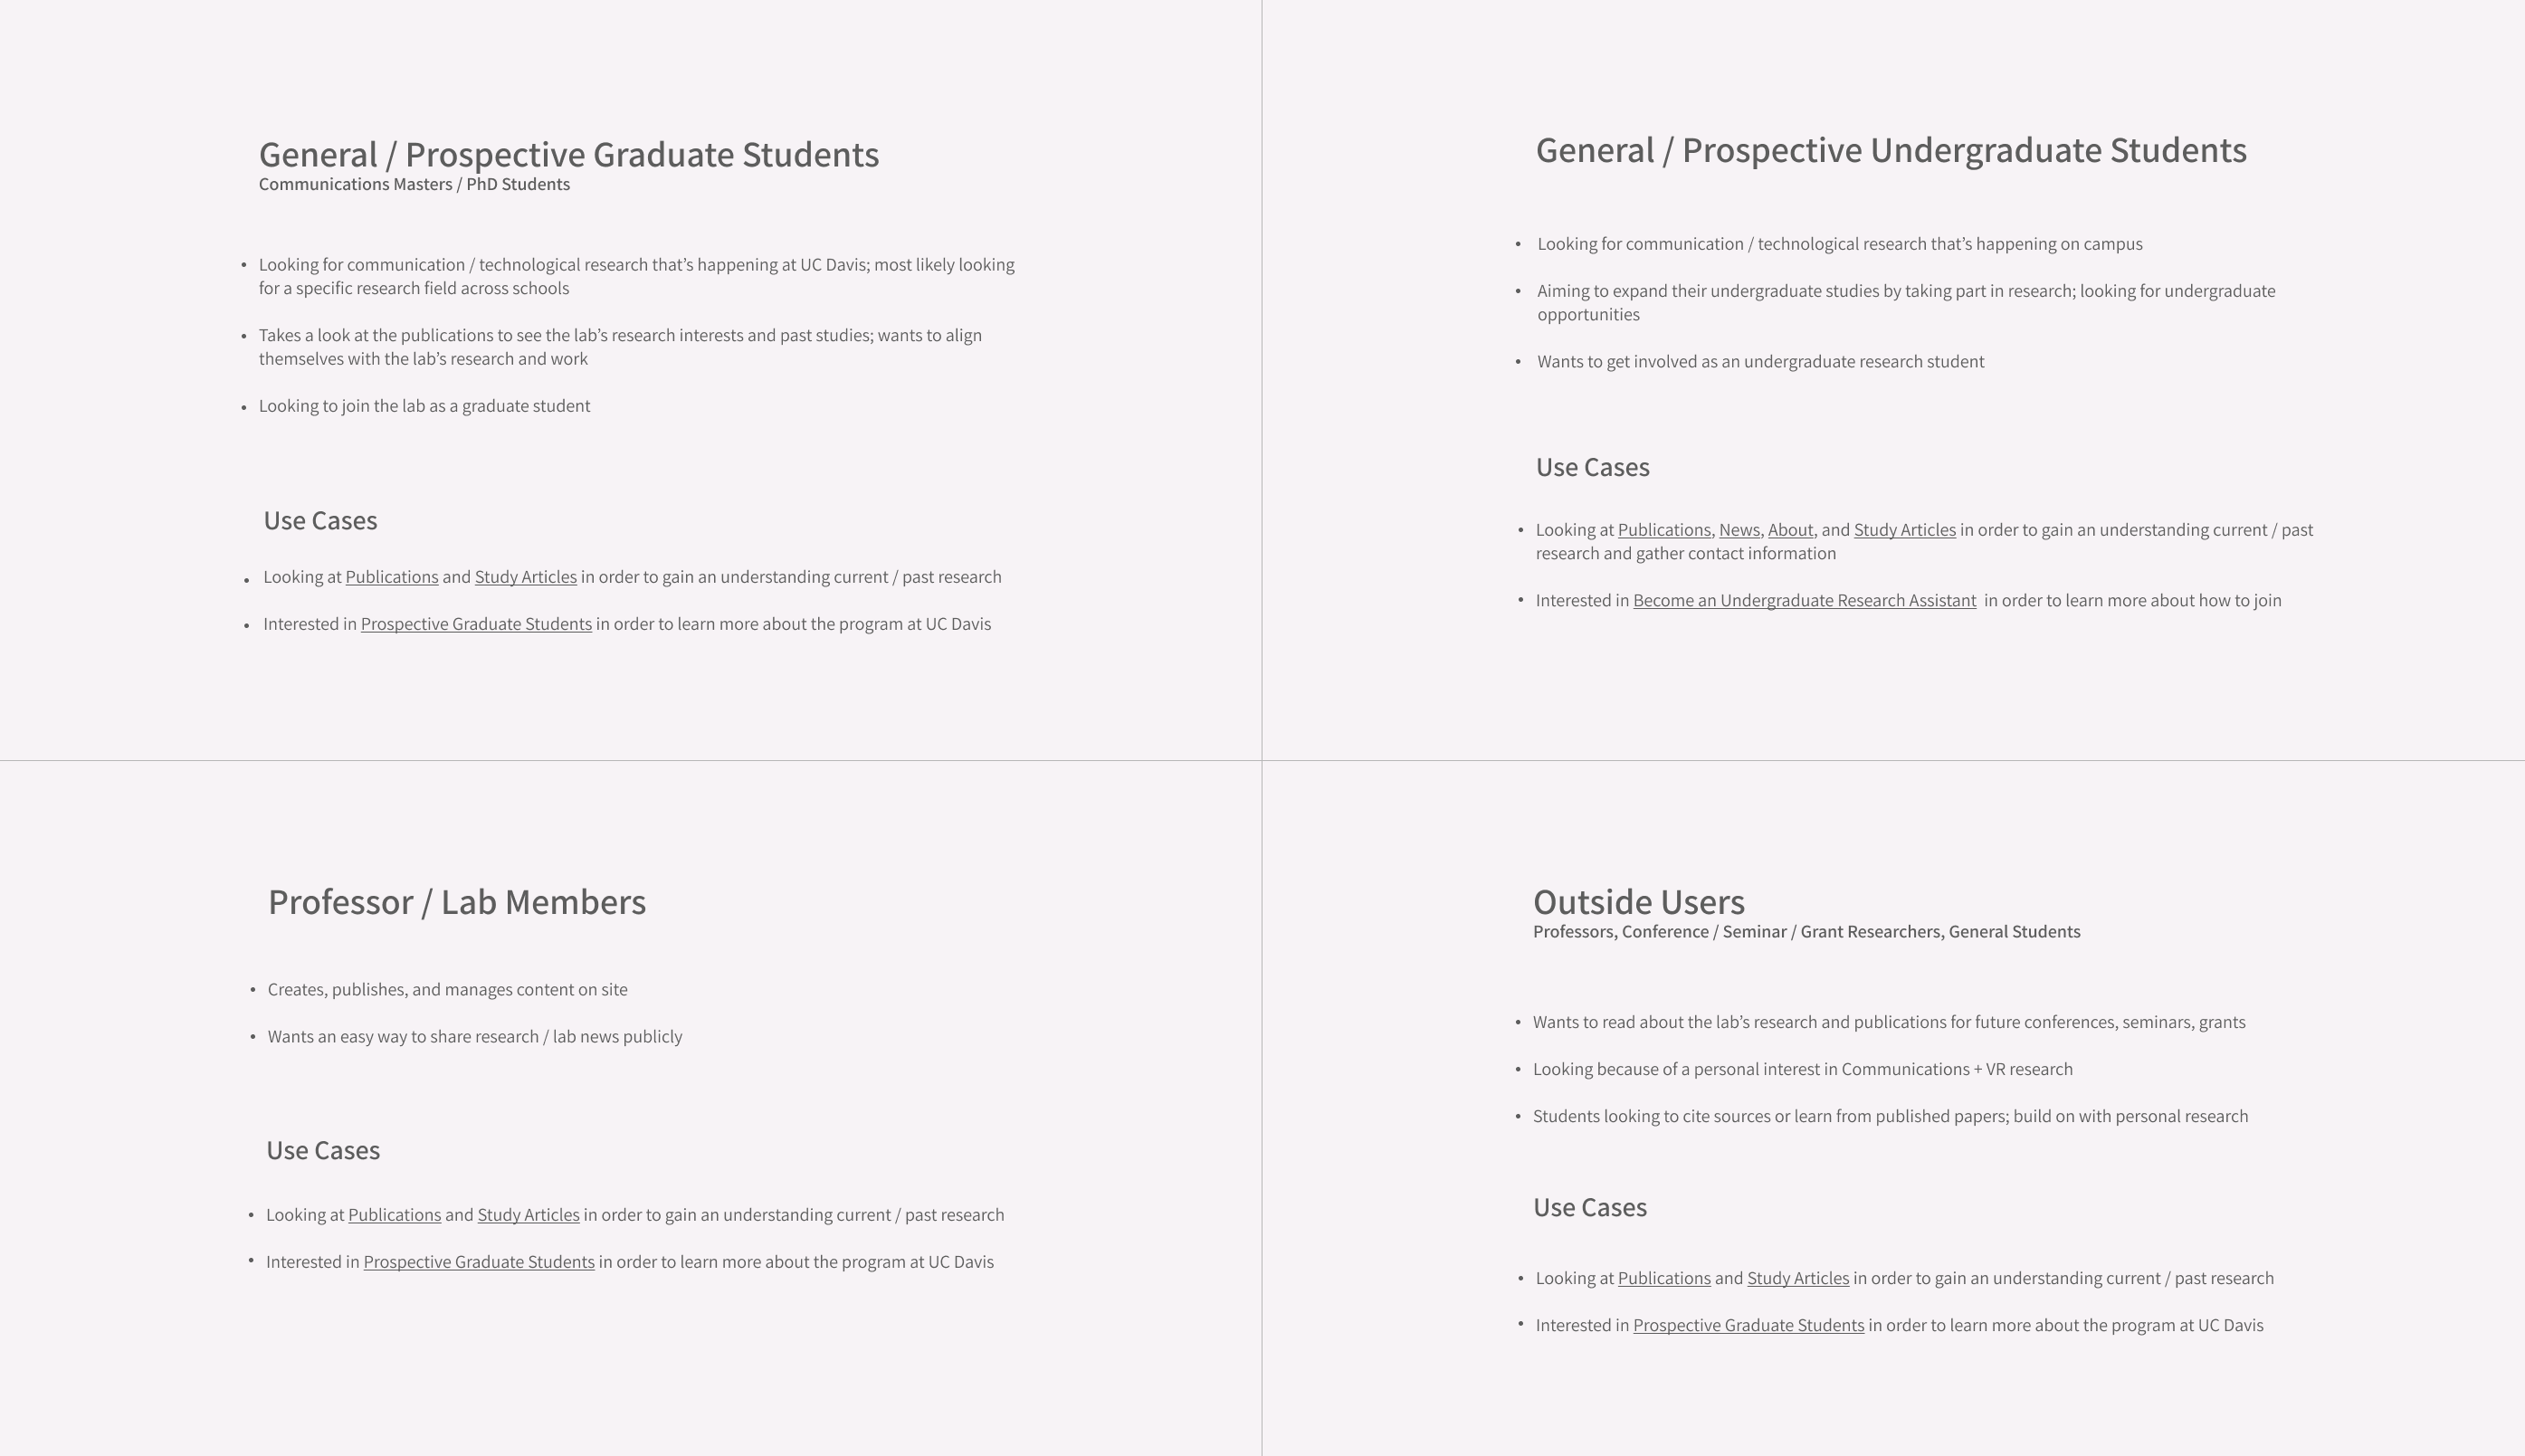 General / Prospective Graduate Students
Communications Masters / PhD Students
• Looking for communication / technological research that’s happening at UC Davis; most likely looking
for a specific research field across schools
• Takes a look at the publications to see the lab’s research interests and past studies; wants to align
themselves with the lab’s research and work
• Looking to join the lab as a graduate student
Use Cases
• Looking at Publications and Study Articles in order to gain an understanding current / past research
• Interested in Prospective Graduate Students in order to learn more about the program at UC Davis
General / Prospective Undergraduate Students
• Looking for communication / technological research that’s happening on campus
• Aiming to expand their undergraduate studies by taking part in research; looking for undergraduate
opportunities
• Wants to get involved as an undergraduate research student
Use Cases
• Looking at Publications, News, About, and Study Articles in order to gain an understanding current / past
research and gather contact information
• Interested in Become an Undergraduate Research Assistant in order to learn more about how to join
Professor / Lab Members
• Creates, publishes, and manages content on site
• Wants an easy way to share research / lab news publicly
Use Cases
• Looking at Publications and Study Articles in order to gain an understanding current / past research
• Interested in Prospective Graduate Students in order to learn more about the program at UC Davis
Outside Users
Professors, Conference / Seminar / Grant Researchers, General Students
• Wants to read about the lab’s research and publications for future conferences, seminars, grants
• Looking because of a personal interest in Communications + VR research
• Students looking to cite sources or learn from published papers; build on with personal research
Use Cases
• Looking at Publications and Study Articles in order to gain an understanding current / past research
• Interested in Prospective Graduate Students in order to learn more about the program at UC Davis